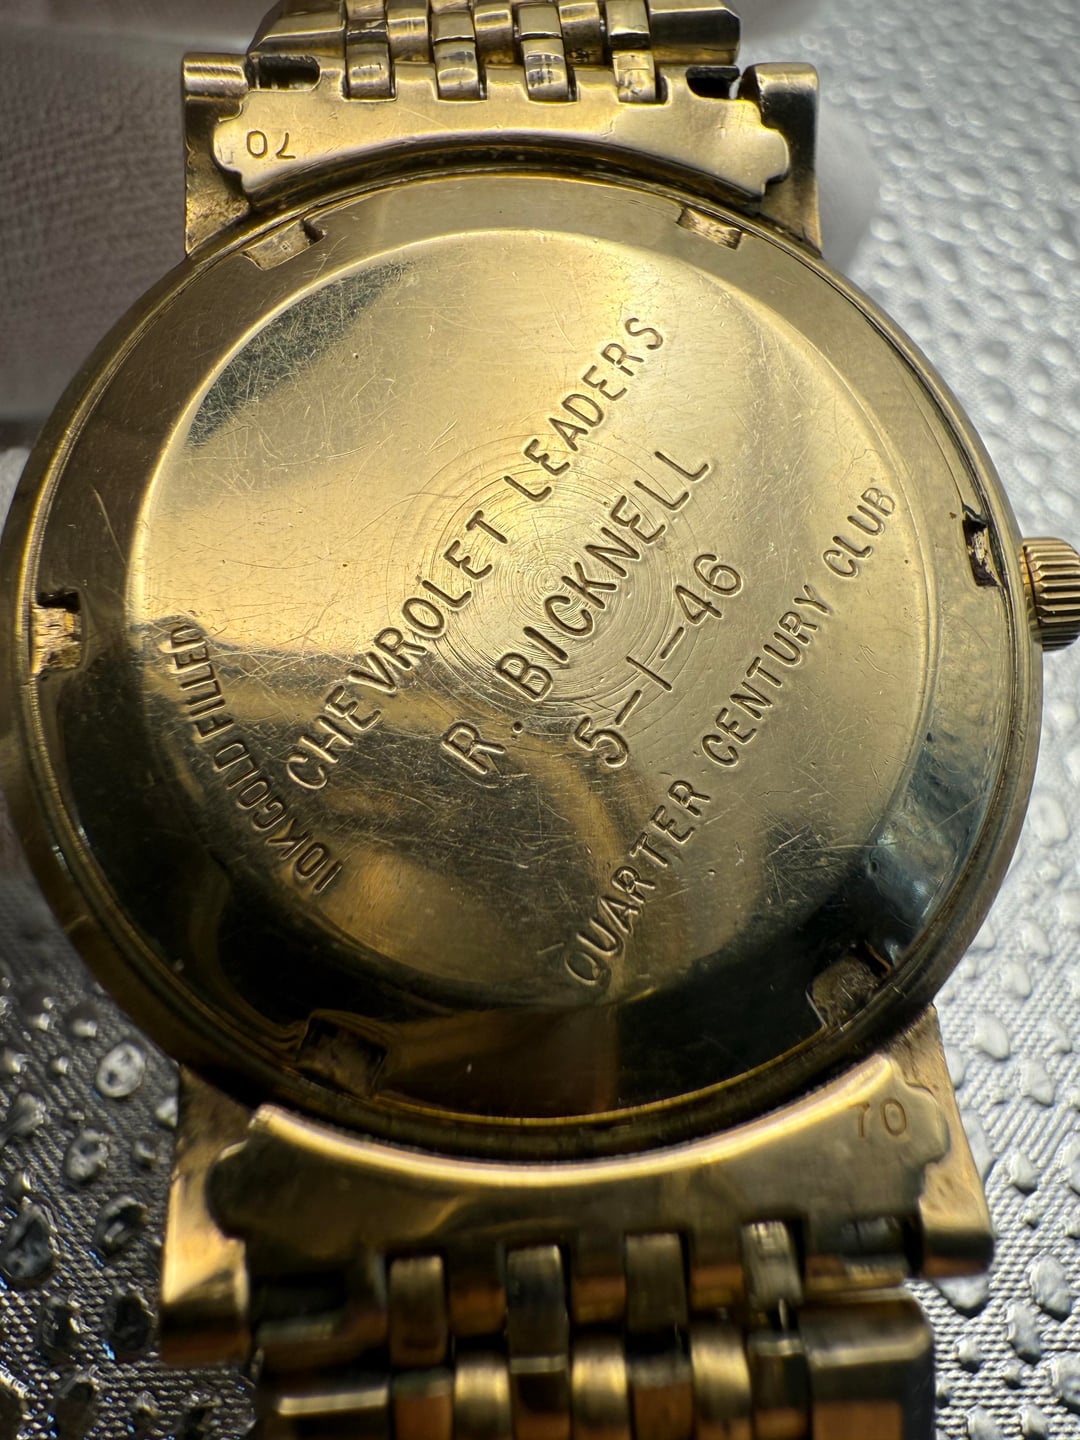 70
CHEVROLET LEADERS
R. BICKNELL
5-1-46
QUARTER CENTURY CLUB
10K GOLD FILLED
70